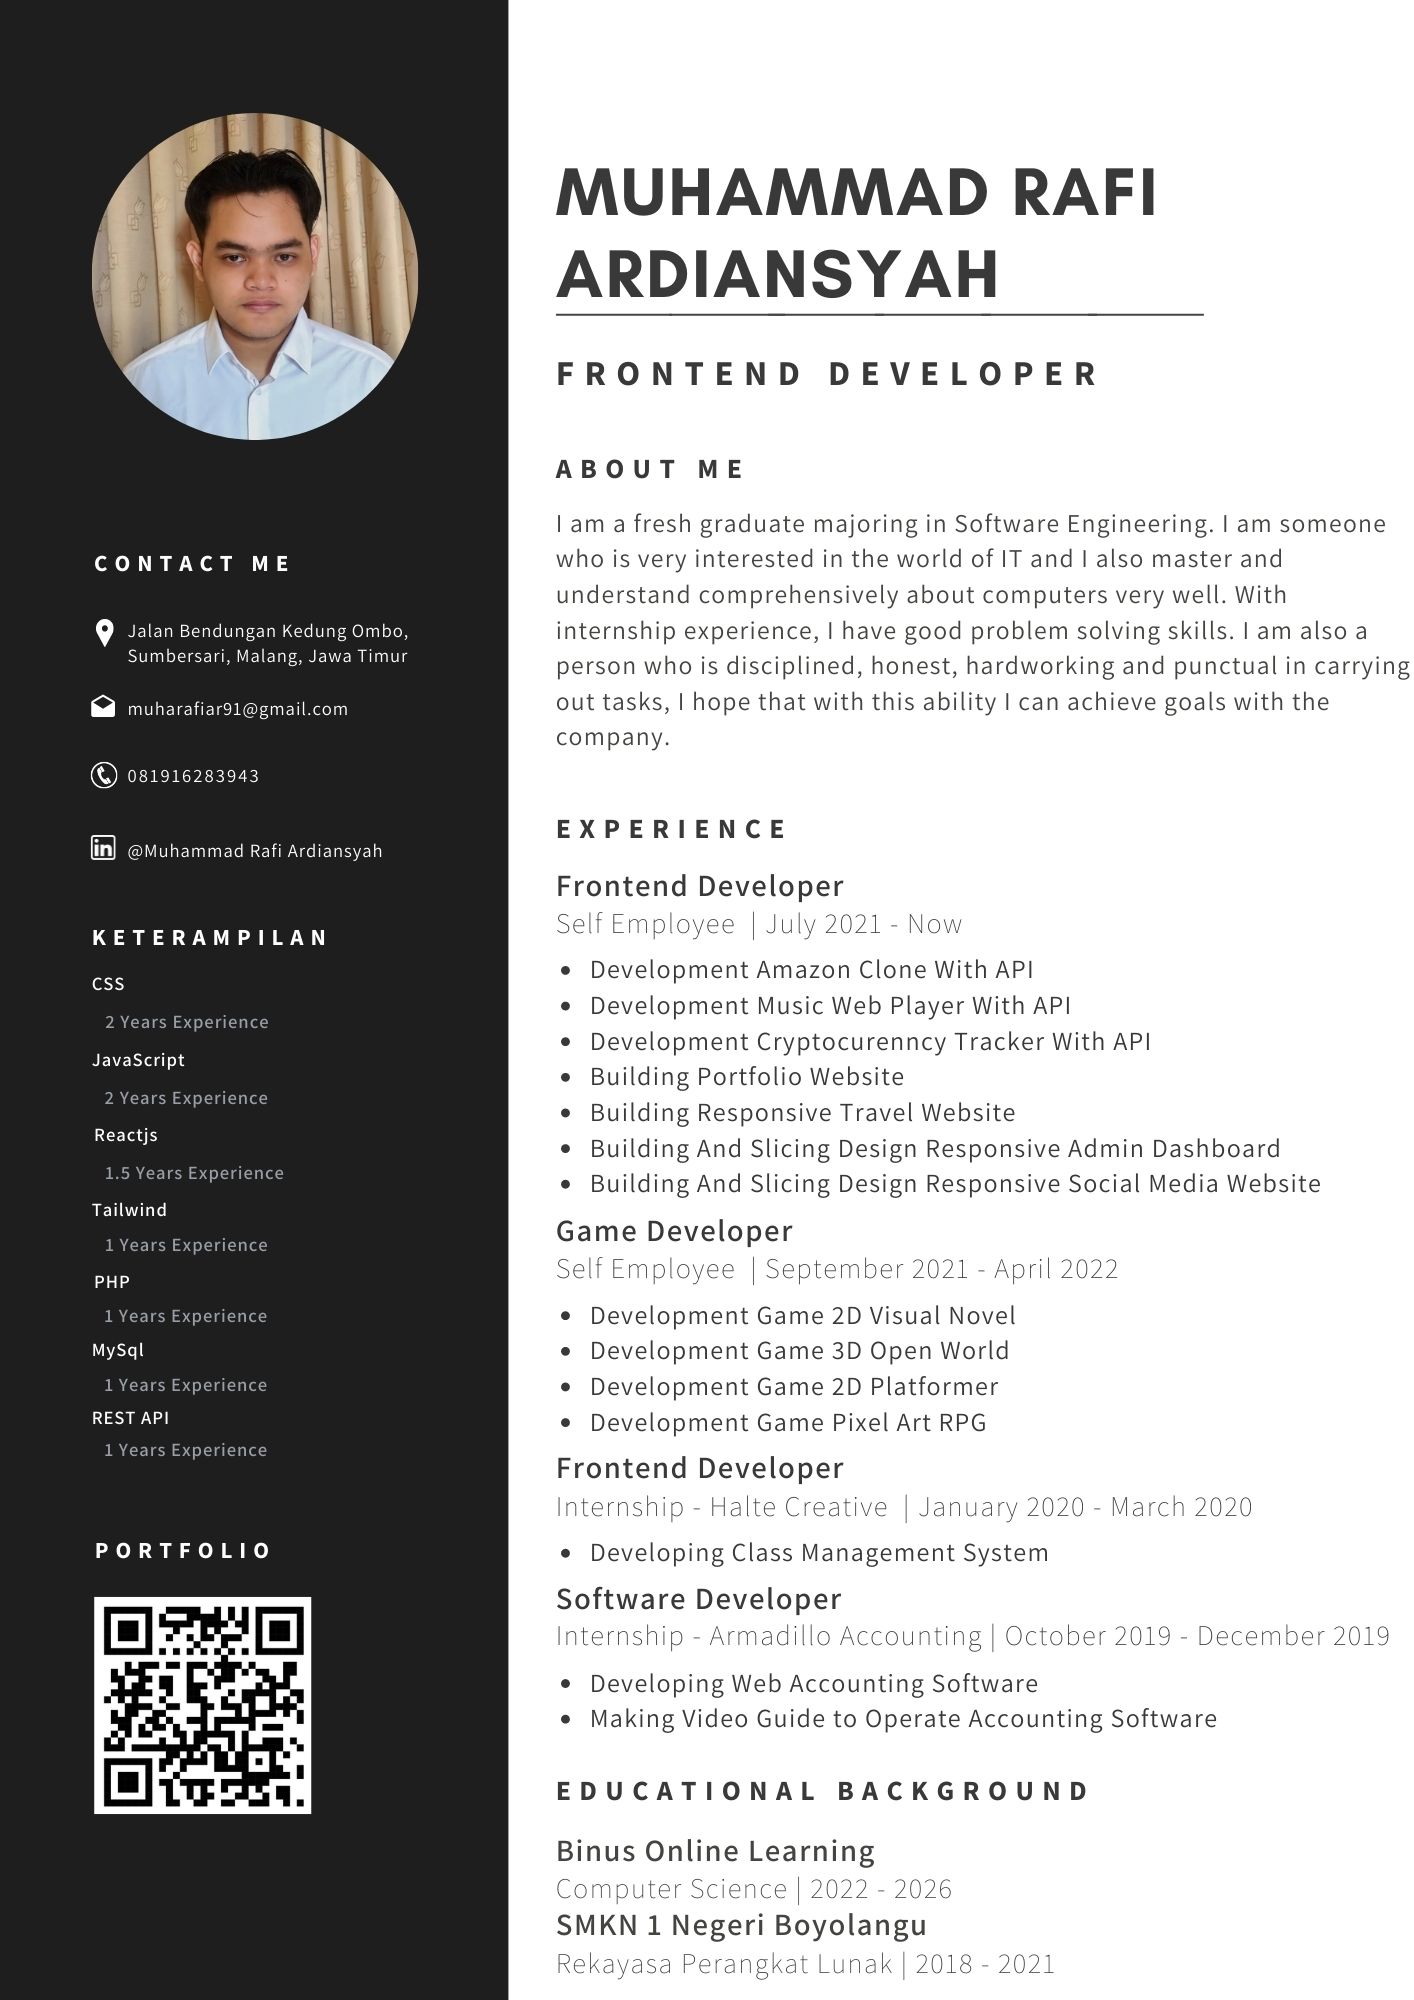 MUHAMMAD RAFI
ARDIANSYAH
FRONTEND DEVELOPER
CONTACT ME
Jalan Bendungan Kedung Ombo,
Sumbersari, Malang, Jawa Timur
muharafiar91@gmail.com
081916283943
in
@Muhammad Rafi Ardiansyah
KETERAMPILAN
CSS
2 Years Experience
JavaScript
2 Years Experience
Reactjs
1.5 Years Experience
Tailwind
1 Years Experience
PHP
1 Years Experience
MySql
1 Years Experience
REST API
1 Years Experience
PORTFOLIO
ABOUT ME
I am a fresh graduate majoring in Software Engineering. I am someone
who is very interested in the world of IT and I also master and
understand comprehensively about computers very well. With
internship experience, I have good problem solving skills. I am also a
person who is disciplined, honest, hardworking and punctual in carrying
out tasks, I hope that with this ability I can achieve goals with the
company.
EXPERIENCE
Frontend Developer
Self Employee | July 2021 - Now
• Development Amazon Clone With API
• Development Music Web Player With API
• Development Cryptocurenncy Tracker With API
• Building Portfolio Website
• Building Responsive Travel Website
• Building And Slicing Design Responsive Admin Dashboard
• Building And Slicing Design Responsive Social Media Website
Game Developer
Self Employee | September 2021 - April 2022
• Development Game 2D Visual Novel
• Development Game 3D Open World
• Development Game 2D Platformer
• Development Game Pixel Art RPG
Frontend Developer
Internship - Halte Creative | January 2020 - March 2020
• Developing Class Management System
Software Developer
Internship - Armadillo Accounting | October 2019 - December 2019
• Developing Web Accounting Software
• Making Video Guide to Operate Accounting Software
EDUCATIONAL BACKGROUND
Binus Online Learning
Computer Science | 2022 - 2026
SMKN 1 Negeri Boyolangu
Rekayasa Perangkat Lunak | 2018 - 2021